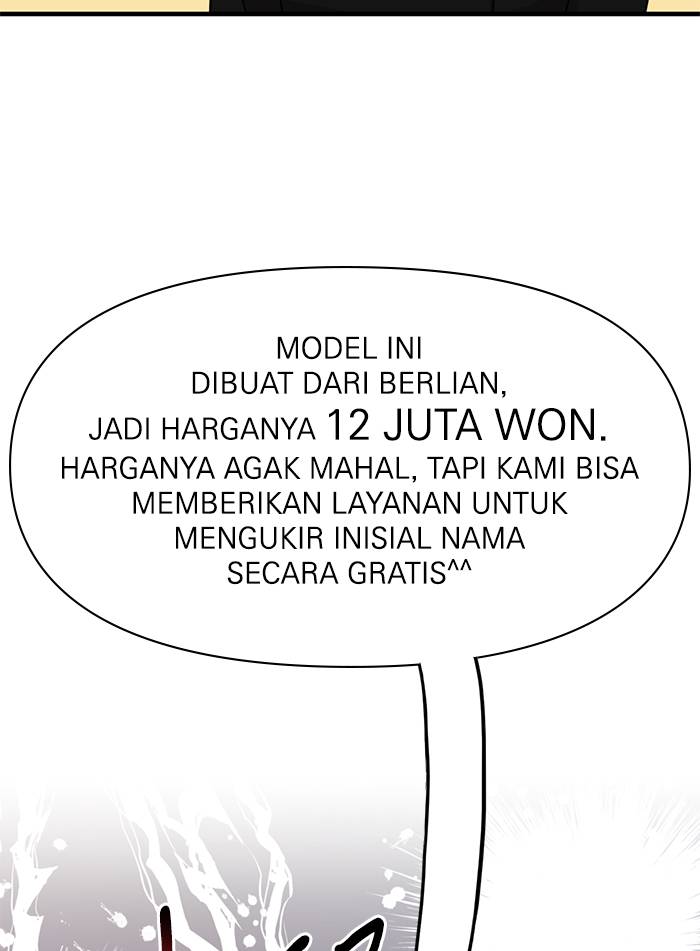 MODEL INI
DIBUAT DARI BERLIAN,
JADI HARGANYA 12 JUTA WON.
HARGANYA AGAK MAHAL, TAPI KAMI BISA
MEMBERIKAN LAYANAN UNTUK
MENGUKIR INISIAL NAMA
SECARA GRATIS^^